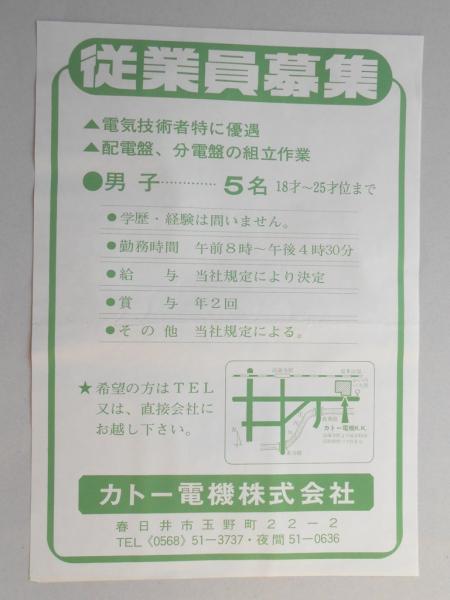 従業員募集
▲電気技術者特に優遇
▲配電盤、分電盤の組立作業
●男子………… 5名 18才～25才位まで
●学歴・経験は問いません。
●勤務時間 午前8時～午後4時30分
●給与 当社規定により決定
●賞与 年2回
●その他 当社規定による。
★希望の方はTEL
又は、直接会社に
お越し下さい。
カトー電機K.K.
カトー電機株式会社
春日井市玉野町22－2
TEL《0568》51－3737・夜間51－0636